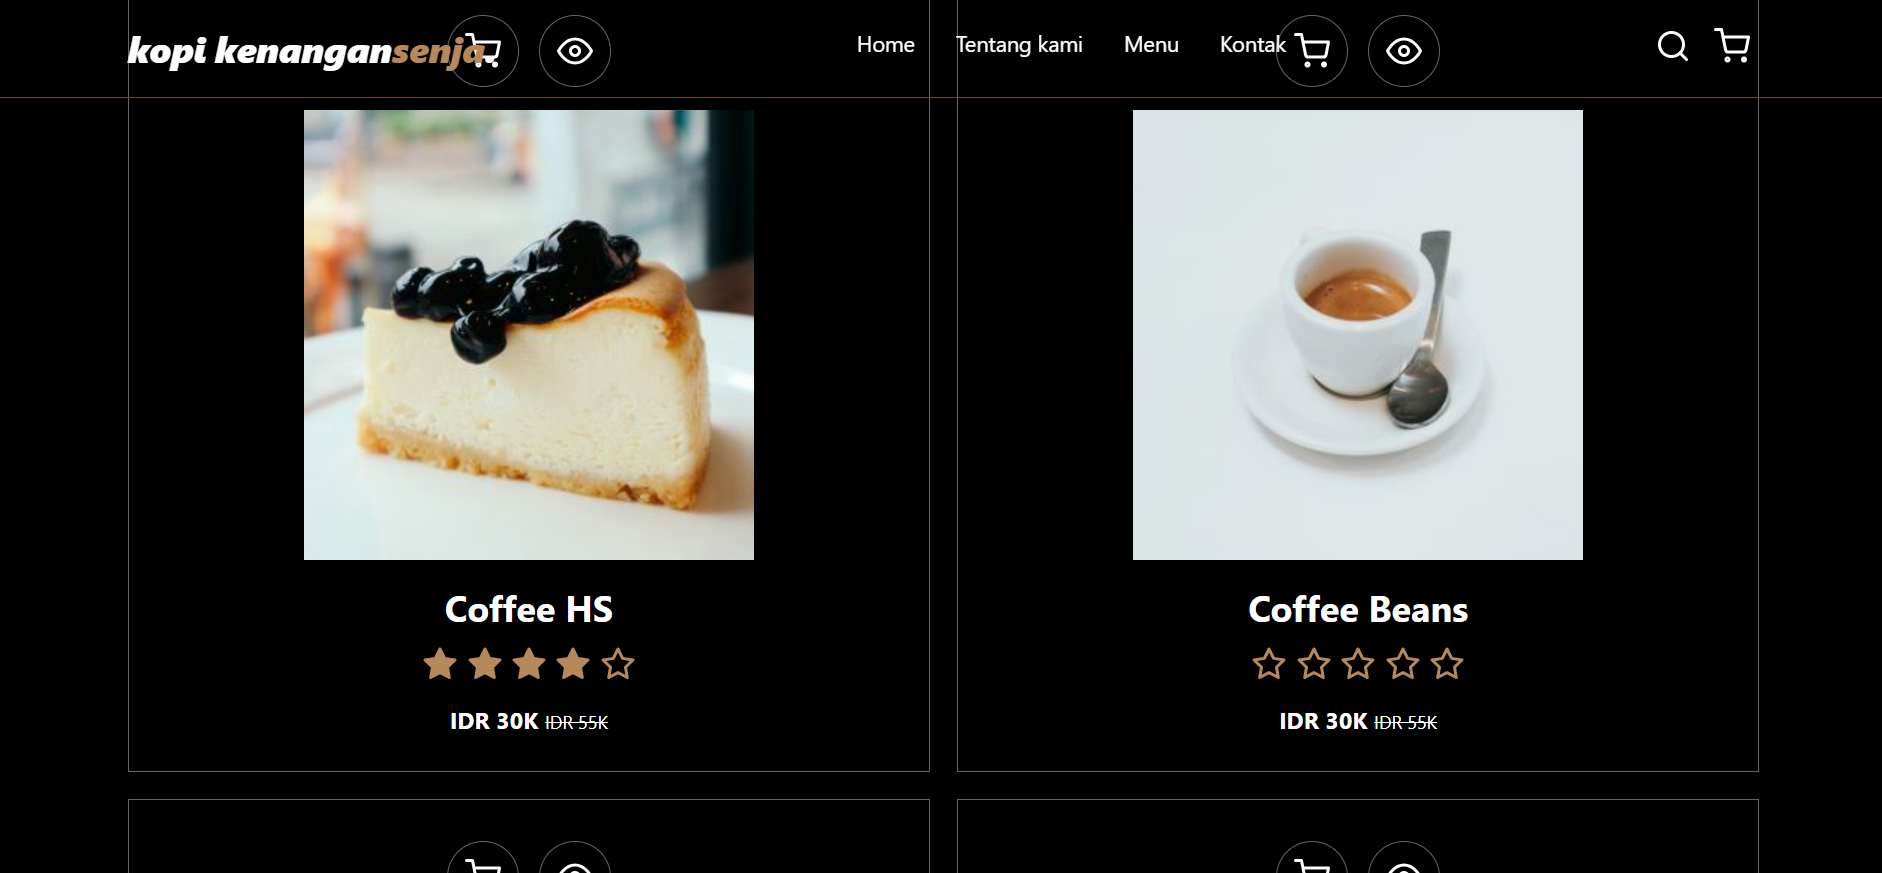 kopi kenangansenja.
Home Tentang kami Menu Kontak
Coffee HS
IDR 30K IDR 55K
Coffee Beans
IDR 30K IDR 55K